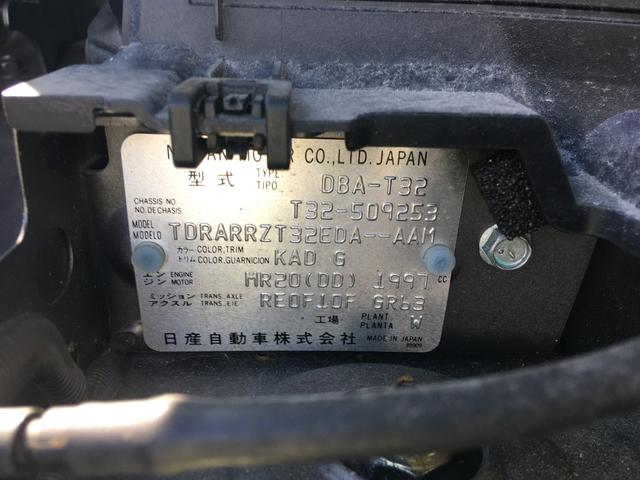 MOTOR CO.,LTD. JAPAN
型式 TYPE TIPO DBA-T32
CHASSIS NO. NO.DE CHASIS T32-509253
MODEL MODELO TDRARRZT32EDA--AAM
カラー COLOR,TRIM
トリム COLOR,GUARNICION KAD G
エンジン ENGINE MOTOR HR20(DD) 1997 CC
ミッション TRANS.AXLE
アクスル TRANS.EJE RE0F10F GR63
工場 PLANT PLANTA W
日産自動車株式会社 MADE IN JAPAN